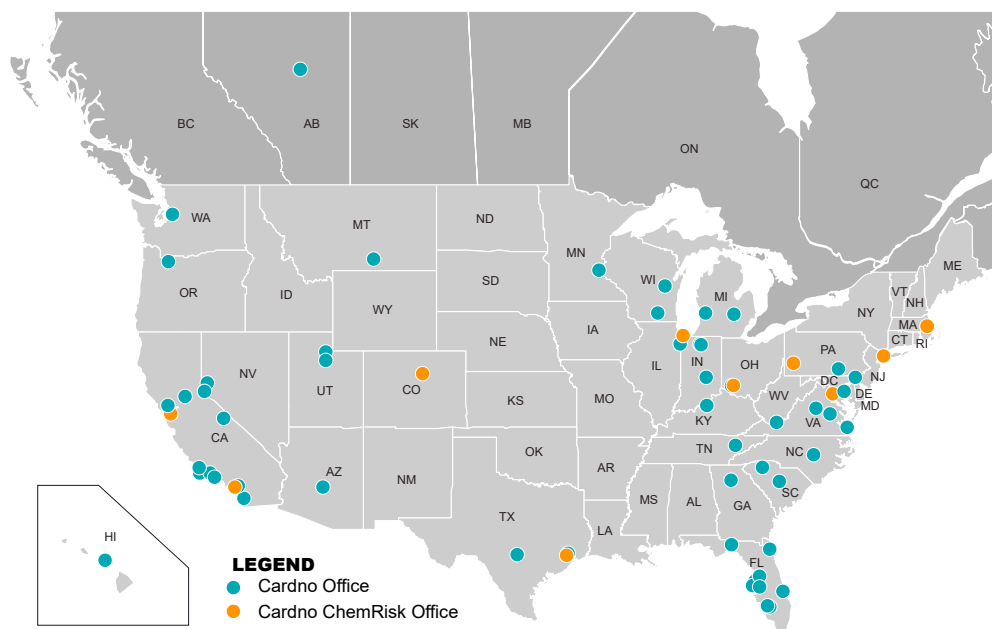 BC
AB
SK
MB
ON
QC
WA
MT
ND
MN
ME
OR
ID
WY
SD
WI
MI
VT
NH
NY
MA
CT
RI
NE
IA
NV
UT
CO
KS
MO
IL
IN
OH
PA
NJ
DC
DE
MD
WV
VA
KY
CA
AZ
NM
OK
AR
TN
NC
SC
MS
AL
GA
TX
LA
FL
HI
LEGEND
Cardno Office
Cardno ChemRisk Office